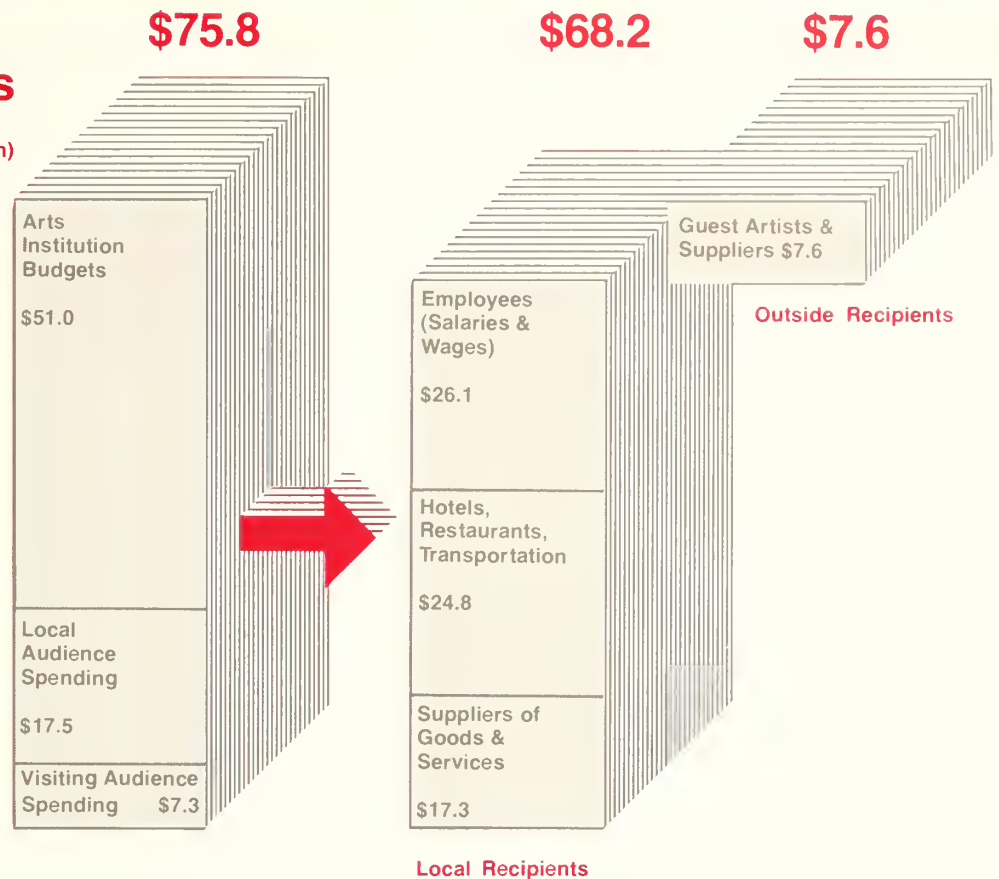 $75.8
$68.2
$7.6
Arts
Institution
Budgets
$51.0
Local
Audience
Spending
$17.5
Visiting Audience
Spending $7.3
Employees
(Salaries &
Wages)
$26.1
Hotels,
Restaurants,
Transportation
$24.8
Suppliers of
Goods &
Services
$17.3
Local Recipients
Guest Artists &
Suppliers $7.6
Outside Recipients